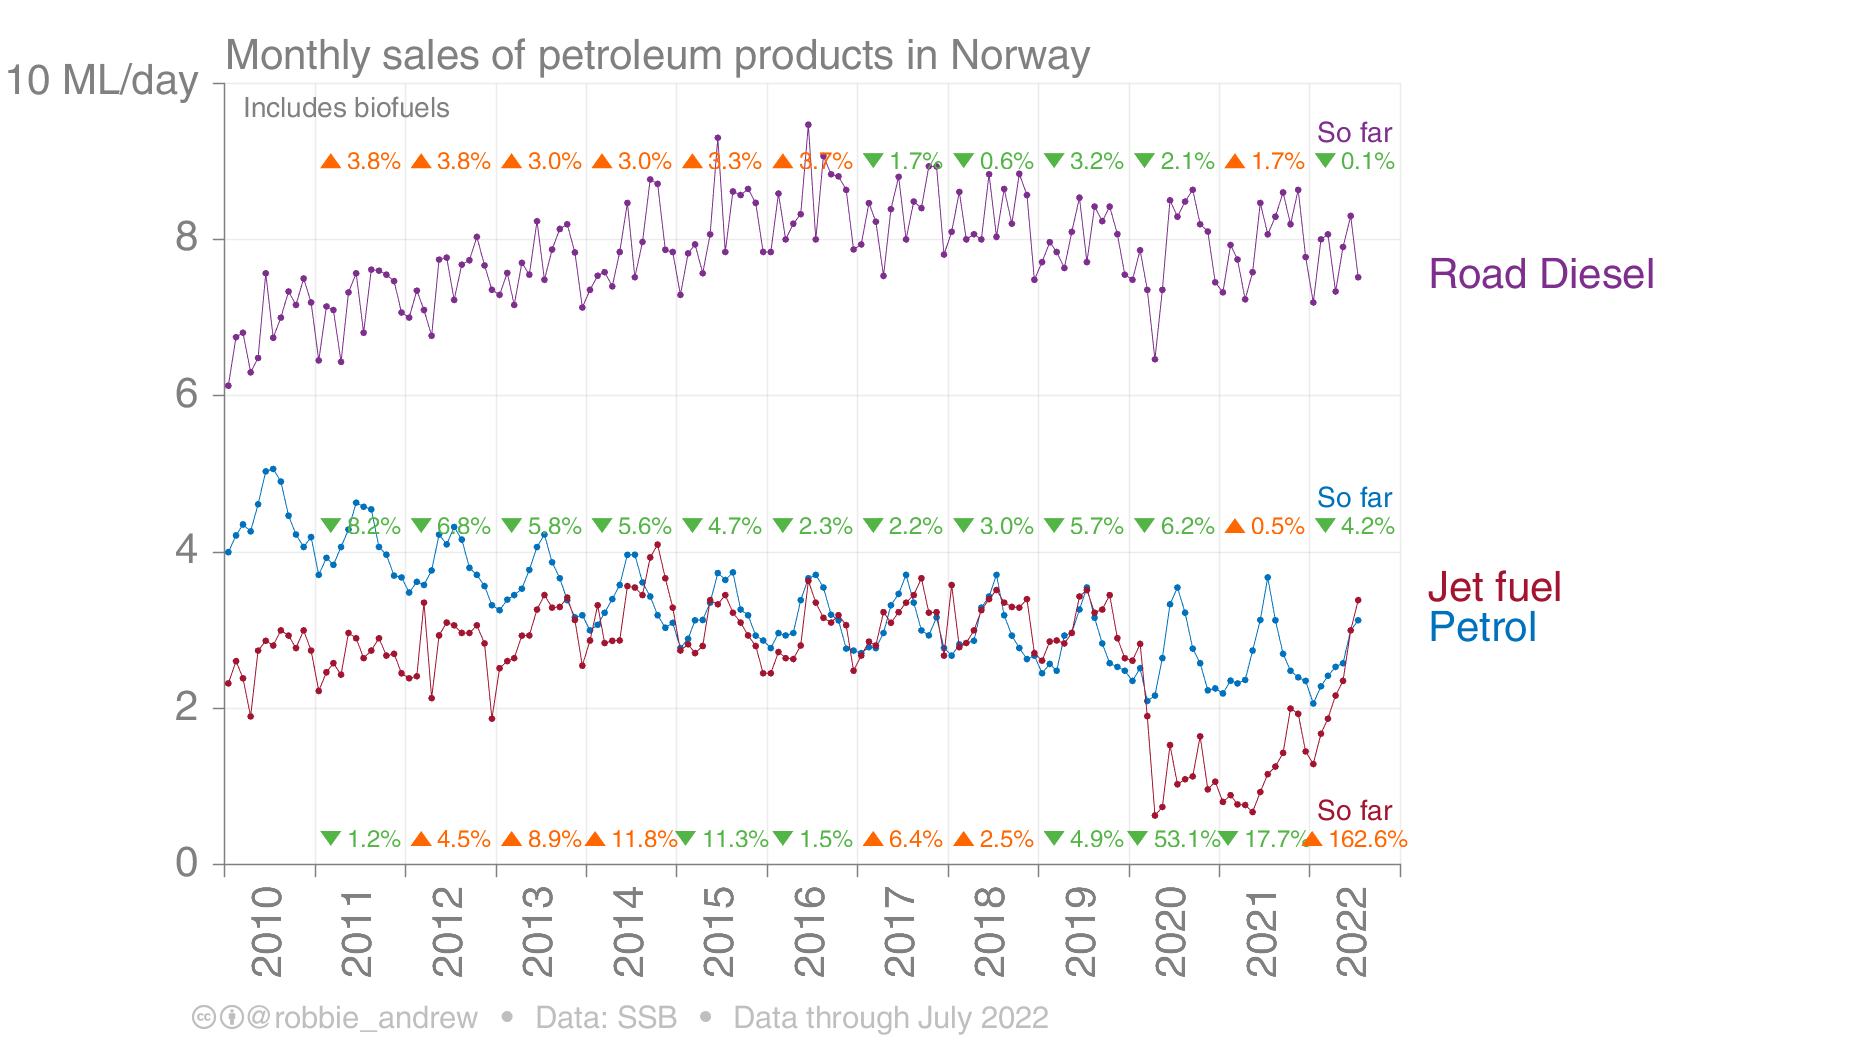 Monthly sales of petroleum products in Norway
10 ML/day
Includes biofuels
So far
▲ 3.8% ▲ 3.8% ▲ 3.0% ▲ 3.0% ▲ 3.3% ▲ 3.7% ▼ 1.7% ▼ 0.6% ▼ 3.2% ▼ 2.1% ▲ 1.7% ▼ 0.1%
8
Road Diesel
6
So far
▼ 8.2% ▼ 6.8% ▼ 5.8% ▼ 5.6% ▼ 4.7% ▼ 2.3% ▼ 2.2% ▼ 3.0% ▼ 5.7% ▼ 6.2% ▲ 0.5% ▼ 4.2%
4
Jet fuel
Petrol
2
So far
▼ 1.2% ▲ 4.5% ▲ 8.9% ▲ 11.8% ▼ 11.3% ▼ 1.5% ▲ 6.4% ▲ 2.5% ▼ 4.9% ▼ 53.1% ▼ 17.7% ▲ 162.6%
0
2010 2011 2012 2013 2014 2015 2016 2017 2018 2019 2020 2021 2022
@robbie_andrew • Data: SSB • Data through July 2022